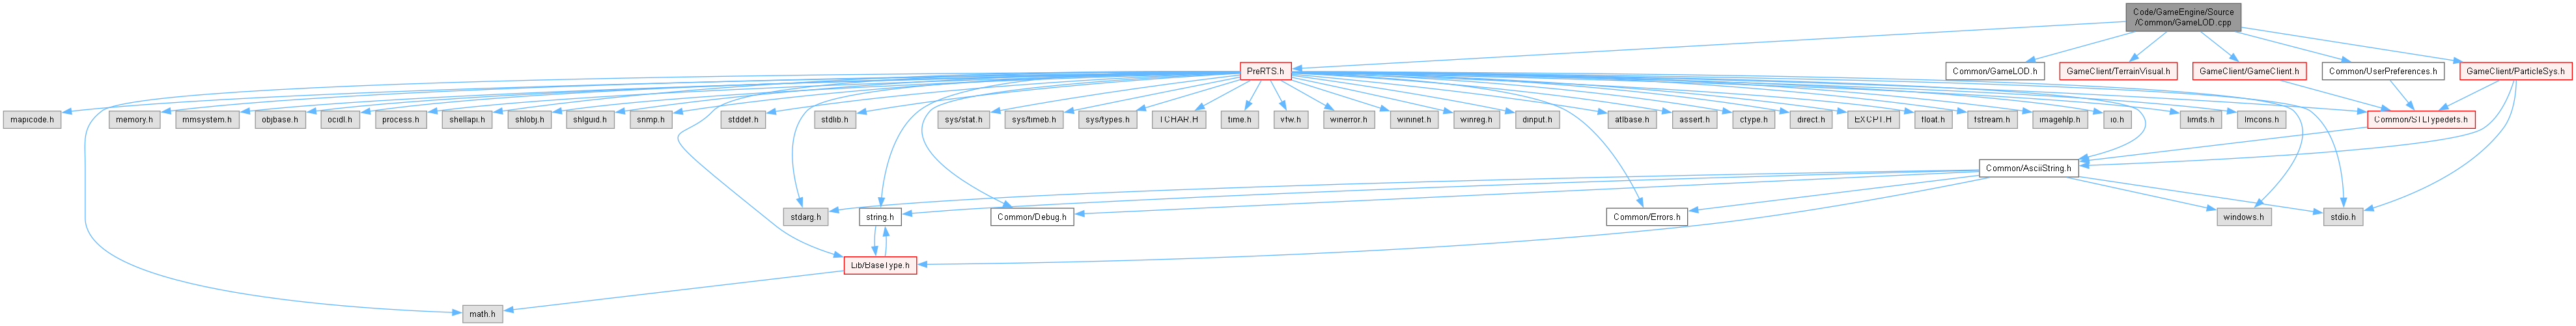 Code/GameEngine/Source
/Common/GameLOD.cpp
PreRTS.h
Common/GameLOD.h
GameClient/TerrainVisual.h
GameClient/GameClient.h
Common/UserPreferences.h
GameClient/ParticleSys.h
mapicode.h
memory.h
mmsystem.h
objbase.h
ocidl.h
process.h
shellapi.h
shlobj.h
shlguid.h
snmp.h
stddef.h
stdlib.h
sys/stat.h
sys/timeb.h
sys/types.h
TCHAR.H
time.h
vfw.h
winerror.h
wininet.h
winreg.h
dinput.h
atlbase.h
assert.h
ctype.h
direct.h
EXCPT.H
float.h
fstream.h
imagehlp.h
io.h
limits.h
lmcons.h
Common/STLTypedefs.h
Common/AsciiString.h
stdarg.h
string.h
Common/Debug.h
Common/Errors.h
windows.h
stdio.h
Lib/BaseType.h
math.h